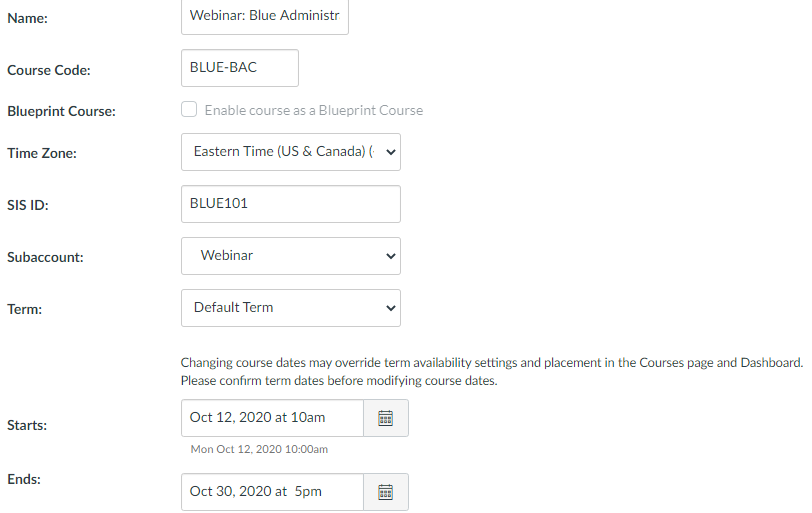 Name: Webinar: Blue Administr
Course Code: BLUE-BAC
Blueprint Course: Enable course as a Blueprint Course
Time Zone: Eastern Time (US & Canada) (-
SIS ID: BLUE101
Subaccount: Webinar
Term: Default Term
Changing course dates may override term availability settings and placement in the Courses page and Dashboard.
Please confirm term dates before modifying course dates.
Starts: Oct 12, 2020 at 10am
Mon Oct 12, 2020 10:00am
Ends: Oct 30, 2020 at 5pm